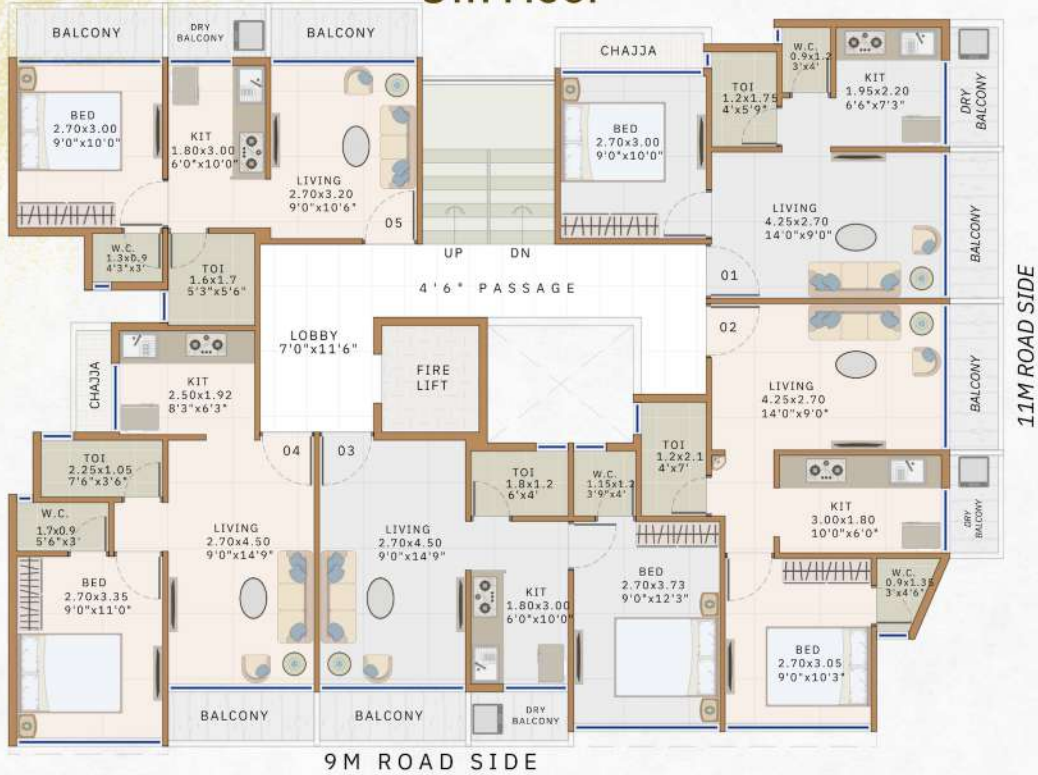 BALCONY
DRY
BALCONY
BALCONY
BED
2.70x3.00
9'0"x10'0"
KIT
1.80x3.00
6'0"x10'0"
LIVING
2.70x3.20
9'0"x10'6"
05
W.C.
1.3x0.9
4'3"x3'
TOI
1.6x1.7
5'3"x5'6"
CHAJJA
BED
2.70x3.00
9'0"x10'0"
TOI
1.2x1.75
4'x5'9"
W.C.
0.9x1.2
3'x4'
KIT
1.95x2.20
6'6"x7'3"
DRY
BALCONY
LIVING
4.25x2.70
14'0"x9'0"
BALCONY
01
UP
DN
4'6" PASSAGE
LOBBY
7'0"x11'6"
FIRE
LIFT
02
LIVING
4.25x2.70
14'0"x9'0"
BALCONY
11M ROAD SIDE
CHAJJA
KIT
2.50x1.92
8'3"x6'3"
TOI
2.25x1.05
7'6"x3'6"
W.C.
1.7x0.9
5'6"x3'
04
LIVING
2.70x4.50
9'0"x14'9"
BED
2.70x3.35
9'0"x11'0"
BALCONY
03
LIVING
2.70x4.50
9'0"x14'9"
TOI
1.8x1.2
6'x4'
W.C.
1.15x1.2
3'9"x4'
TOI
1.2x2.1
4'x7'
KIT
1.80x3.00
6'0"x10'0"
BED
2.70x3.73
9'0"x12'3"
BALCONY
DRY
BALCONY
KIT
3.00x1.80
10'0"x6'0"
DRY
BALCONY
W.C.
0.9x1.35
3'x4'6"
BED
2.70x3.05
9'0"x10'3"
9M ROAD SIDE